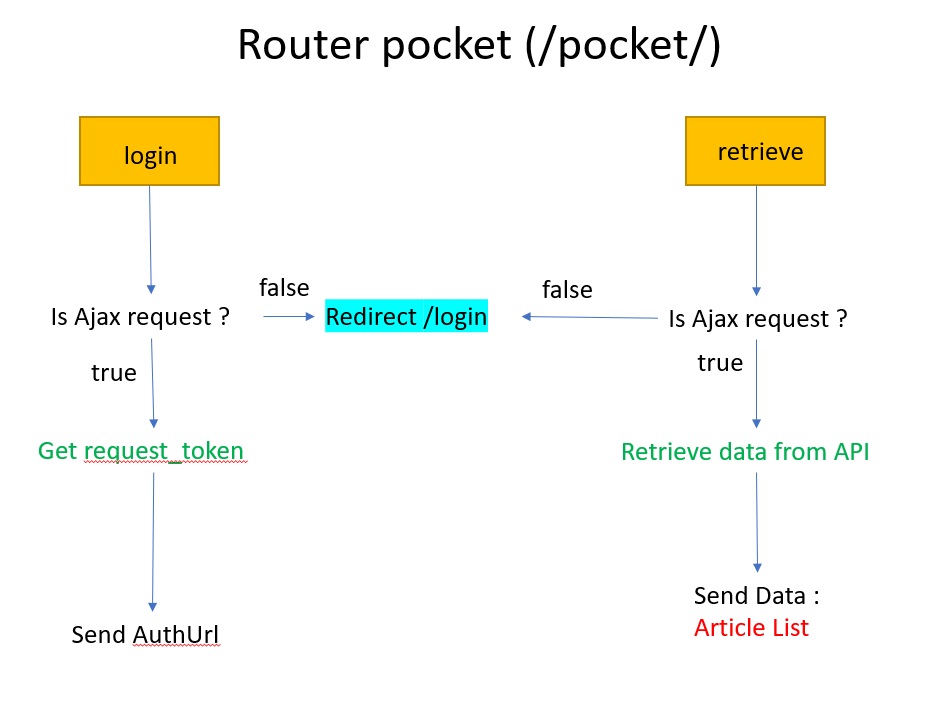 Router pocket (/pocket/)
login
retrieve
false
false
Is Ajax request ?
Redirect /login
Is Ajax request ?
true
true
Get request_token
Retrieve data from API
Send Data :
Article List
Send AuthUrl